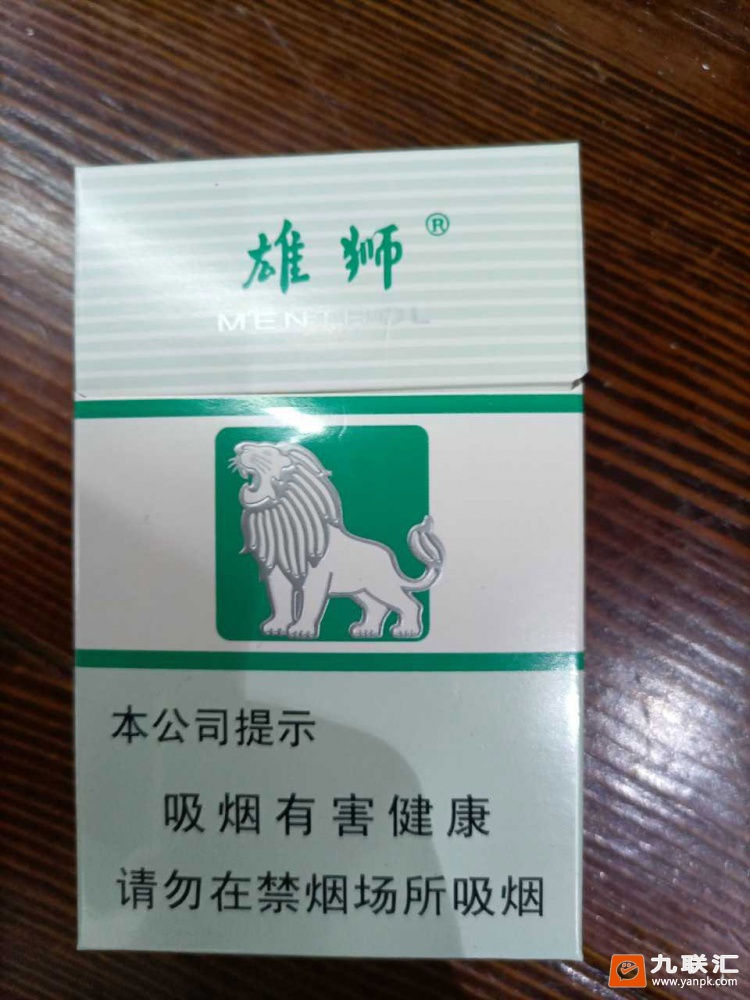 雄狮®
MENTHOL
本公司提示
吸烟有害健康
请勿在禁烟场所吸烟
九联汇
www.yanpk.com